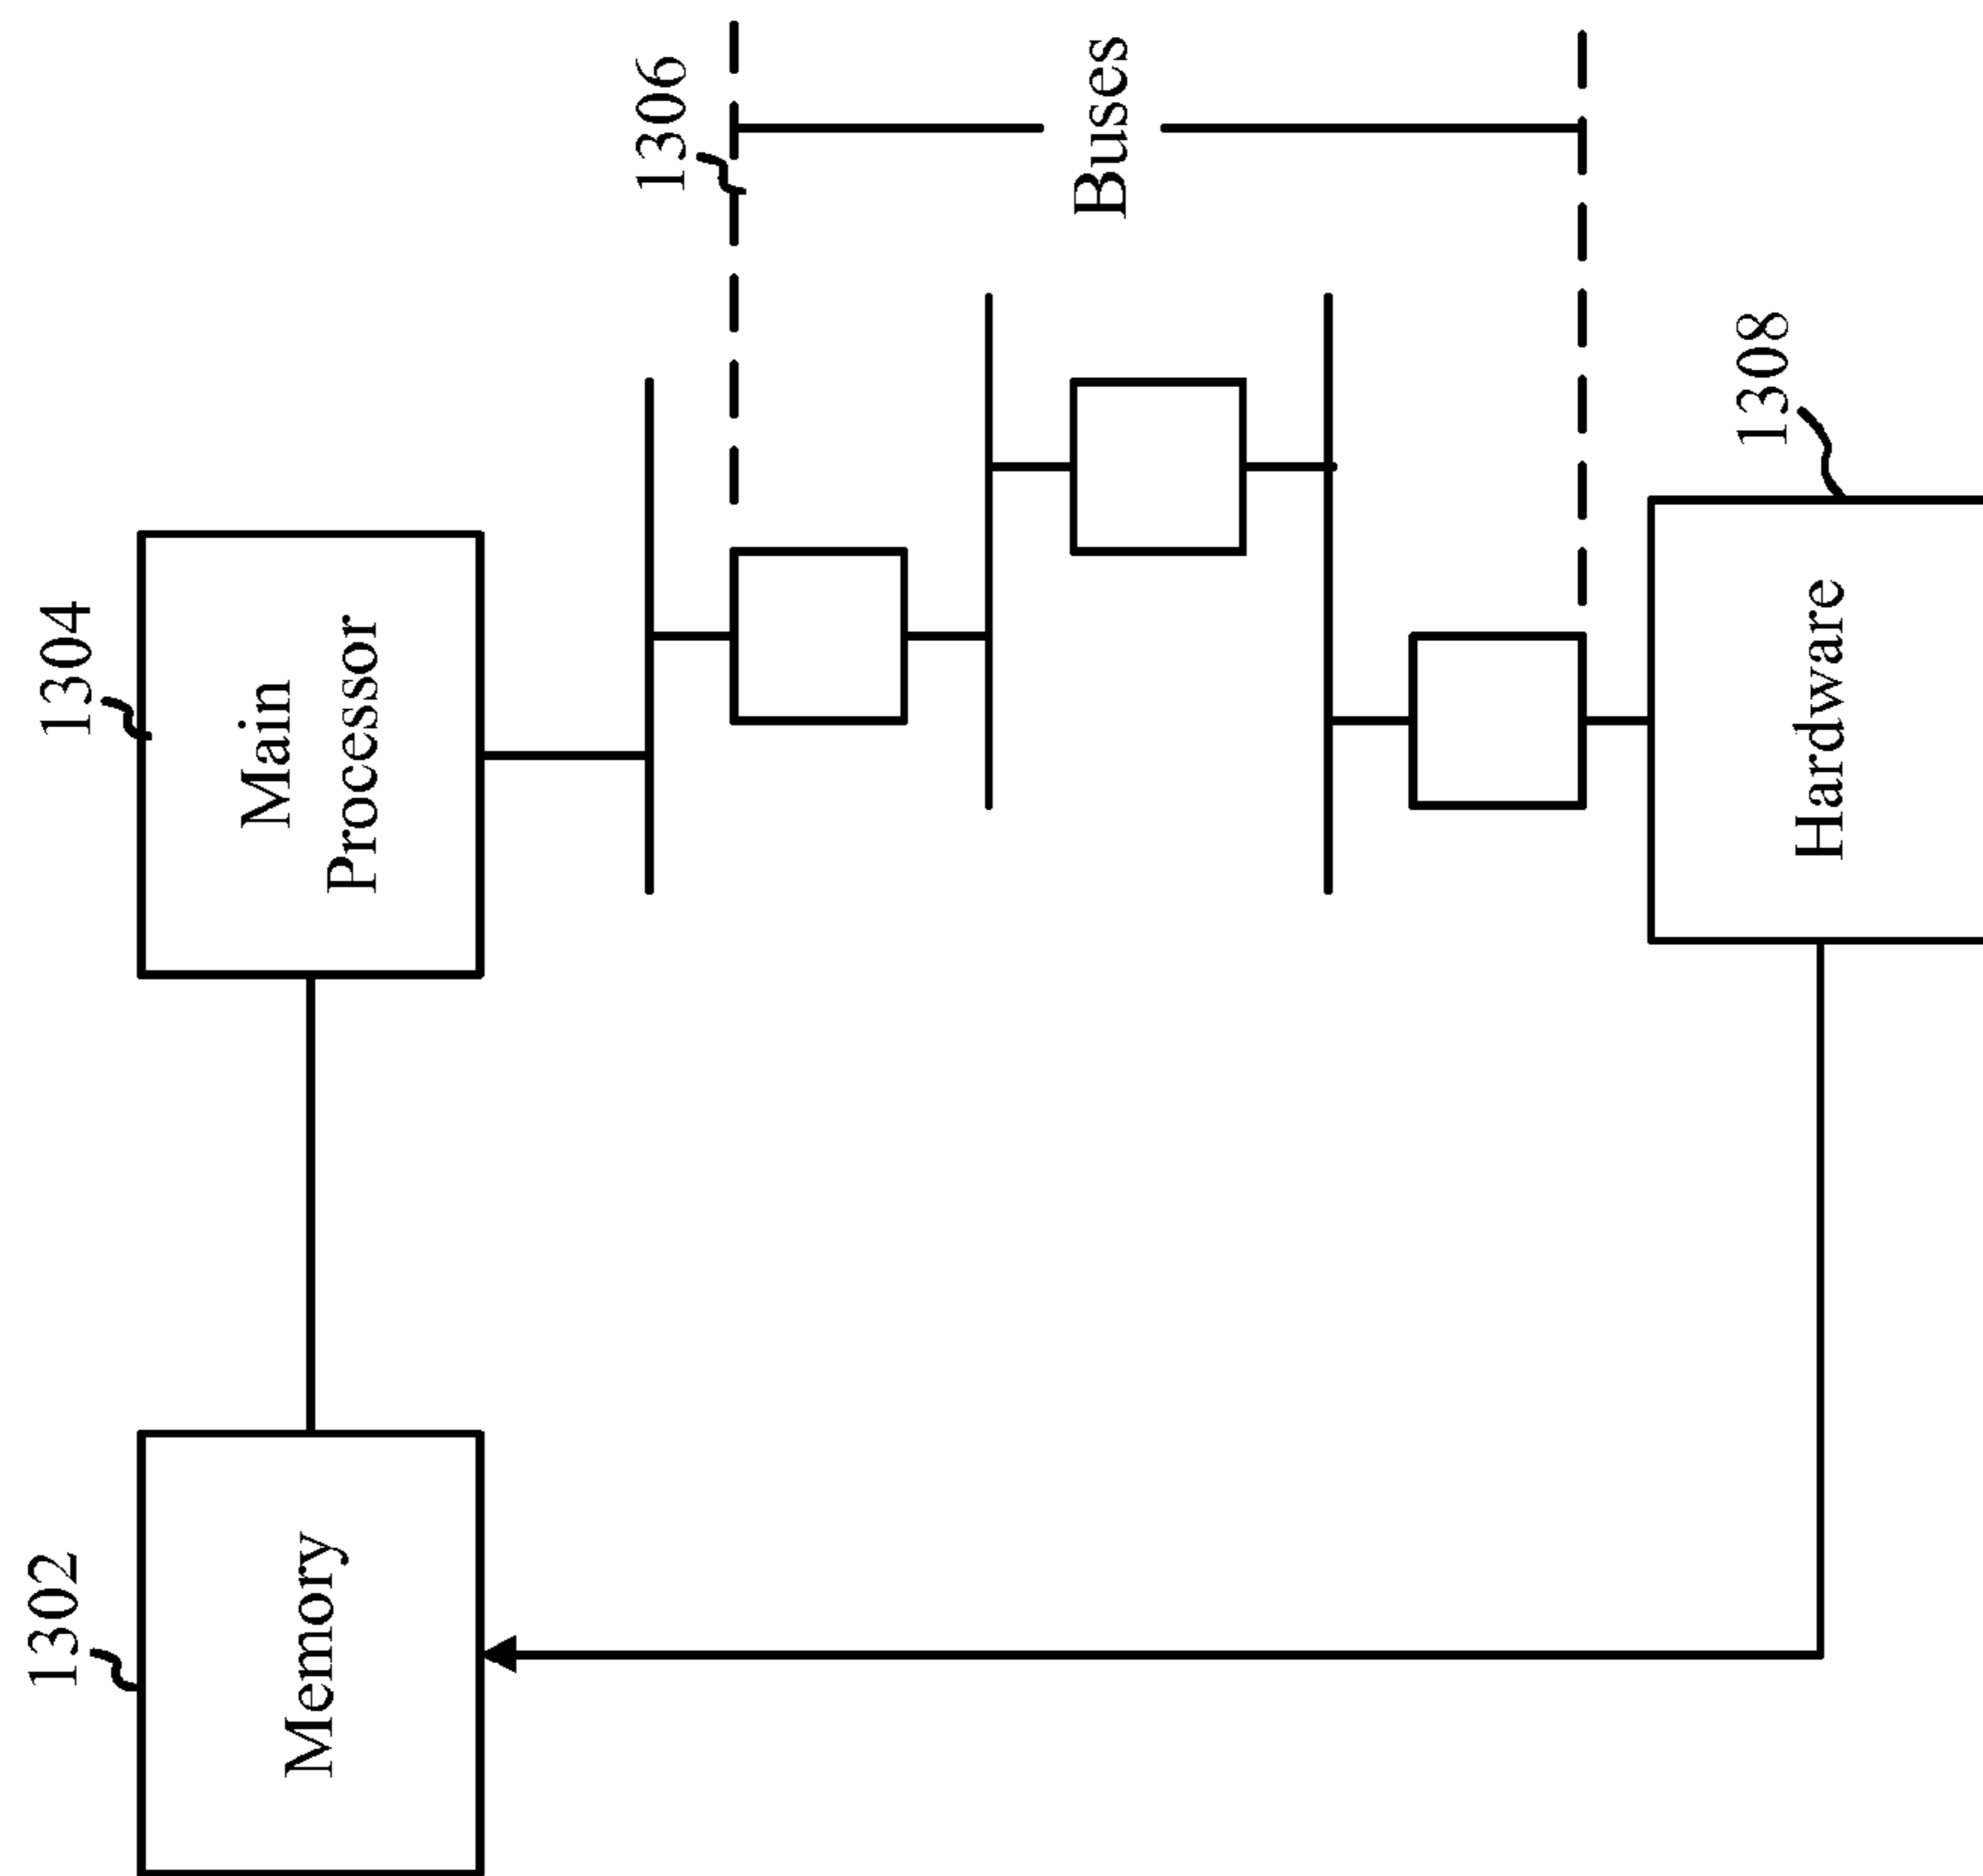 1302
Memory
1304
Main
Processor
1306
Buses
1308
Hardware